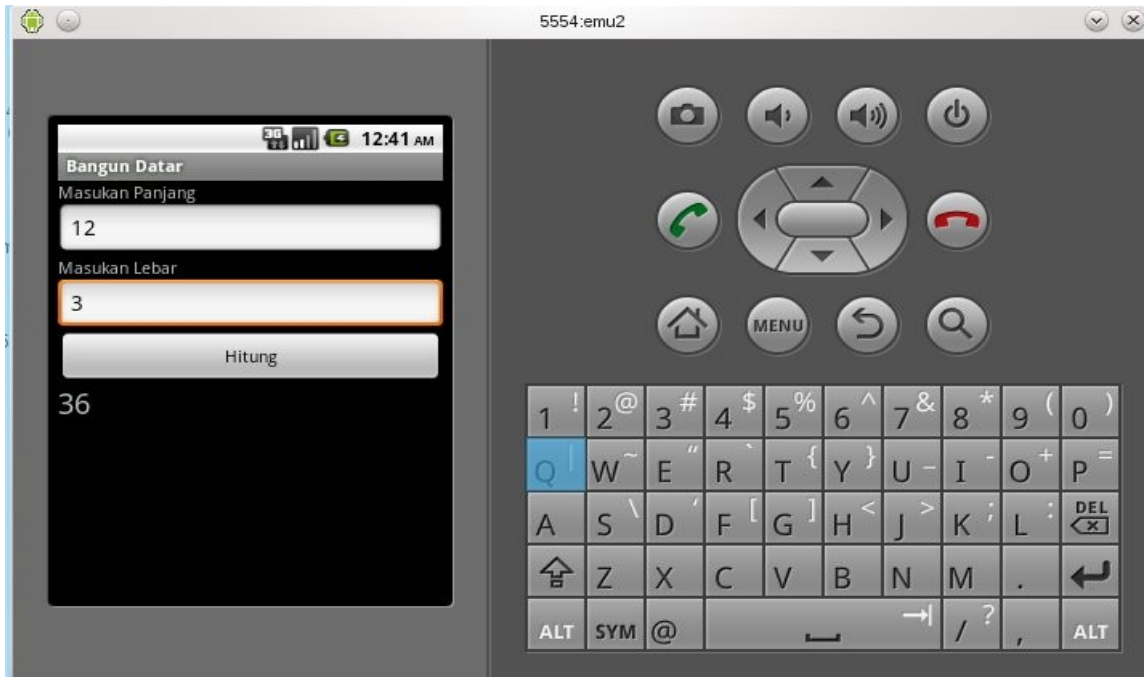 5554:emu2
3G 12:41 AM
Bangun Datar
Masukan Panjang
12
Masukan Lebar
3
Hitung
36
MENU
1 ! 2 @ 3 # 4 $ 5 % 6 ^ 7 & 8 * 9 ( 0 )
Q | W ~ E “ R ` T { Y } U _ I - O + P =
A S \ D ‘ F [ G ] H < J > K ; L : DEL
Z X C V B N M .
ALT SYM @ / ? , ALT